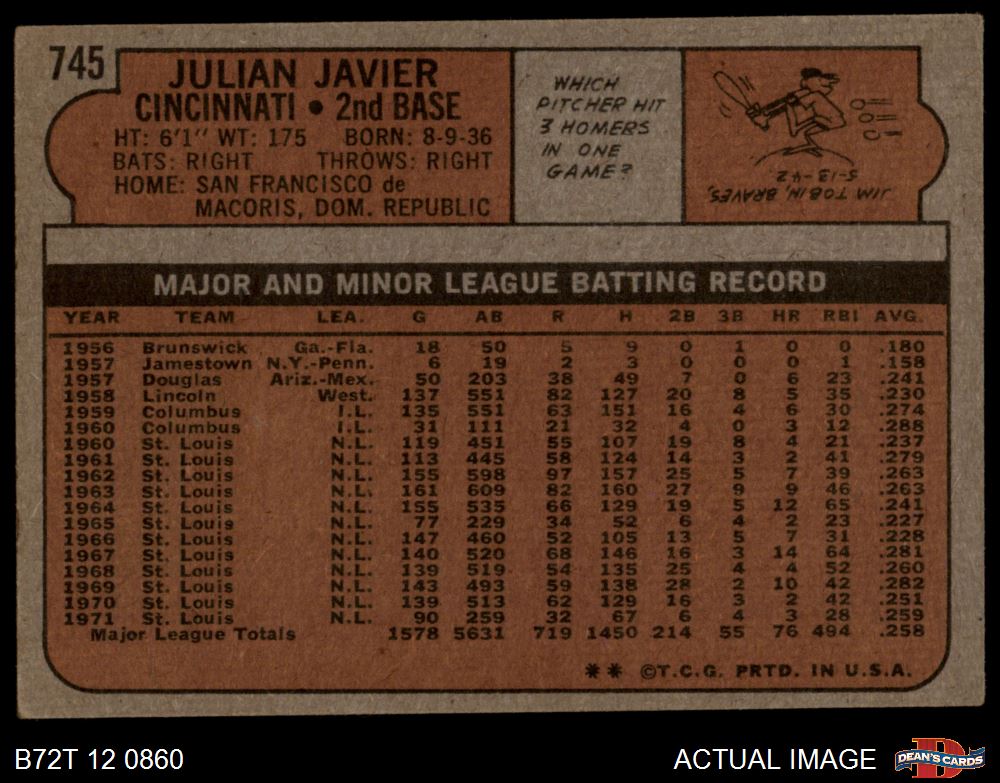 745
JULIAN JAVIER
CINCINNATI • 2nd BASE
HT: 6'1" WT: 175 BORN: 8-9-36
BATS: RIGHT THROWS: RIGHT
HOME: SAN FRANCISCO de
MACORIS, DOM. REPUBLIC
WHICH
PITCHER HIT
3 HOMERS
IN ONE
GAME?
JIM TOBIN, BRAVES,
5-13-42
MAJOR AND MINOR LEAGUE BATTING RECORD
YEAR TEAM LEA. G AB R H 2B 3B HR RBI AVG.
1956 Brunswick Ga.-Fla. 18 50 5 9 0 1 0 0 .180
1957 Jamestown N.Y.-Penn. 6 19 2 3 0 0 0 1 .158
1957 Douglas Ariz.-Mex. 50 203 38 49 7 0 6 23 .241
1958 Lincoln West. 137 551 82 127 20 8 5 35 .230
1959 Columbus I.L. 135 551 63 151 16 4 6 30 .274
1960 Columbus I.L. 31 111 21 32 4 0 3 12 .288
1960 St. Louis N.L. 119 451 55 107 19 8 4 21 .237
1961 St. Louis N.L. 113 445 58 124 14 3 2 41 .279
1962 St. Louis N.L. 155 598 97 157 25 5 7 39 .263
1963 St. Louis N.L. 161 609 82 160 27 9 9 46 .263
1964 St. Louis N.L. 155 535 66 129 19 5 12 65 .241
1965 St. Louis N.L. 77 229 34 52 6 4 2 23 .227
1966 St. Louis N.L. 147 460 52 105 13 5 7 31 .228
1967 St. Louis N.L. 140 520 68 146 16 3 14 64 .281
1968 St. Louis N.L. 139 519 54 135 25 4 4 52 .260
1969 St. Louis N.L. 143 493 59 138 28 2 10 42 .282
1970 St. Louis N.L. 139 513 62 129 16 3 2 42 .251
1971 St. Louis N.L. 90 259 32 67 6 4 3 28 .259
Major League Totals 1578 5631 719 1450 214 55 76 494 .258
** ©T.C.G. PRTD. IN U.S.A.
B72T 12 0860
ACTUAL IMAGE
D
DEAN'S CARDS